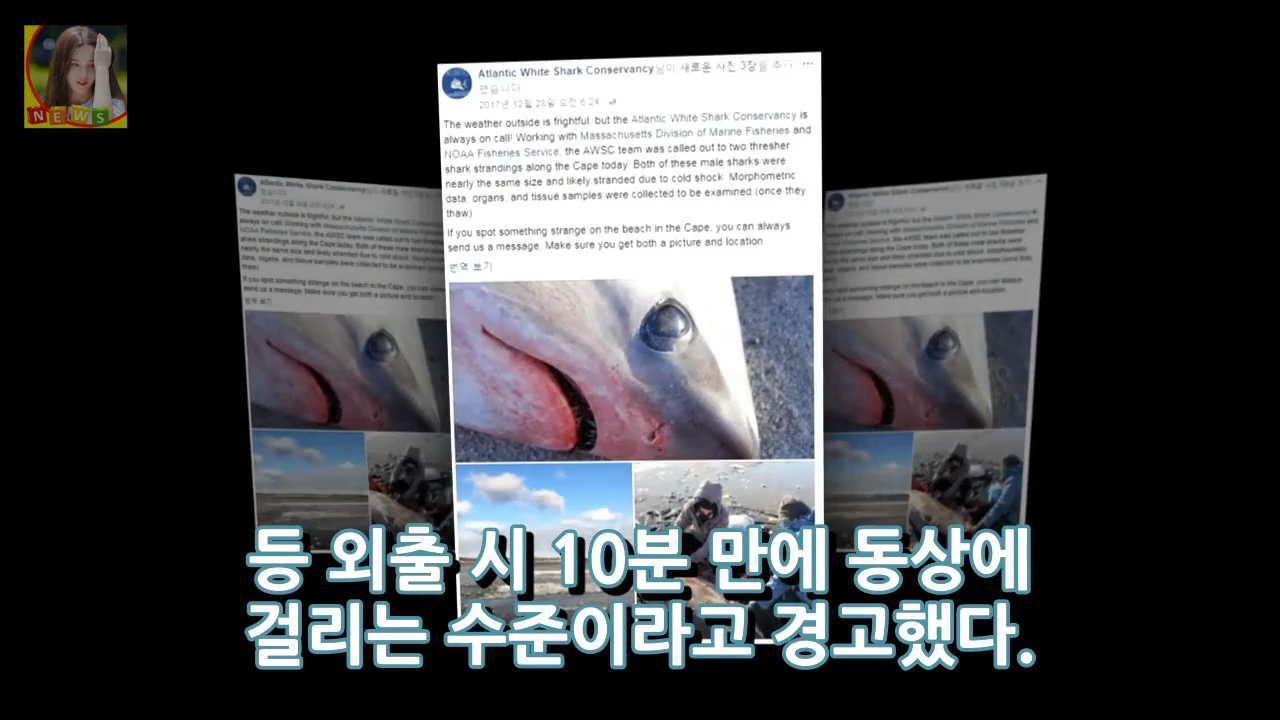 NEWS
Atlantic White Shark Conservancy님이 새로운 사진 3장을 추가
했습니다.
2017년 12월 28일 오전 6:24
The weather outside is frightful, but the Atlantic White Shark Conservancy is
always on call! Working with Massachusetts Division of Marine Fisheries and
NOAA Fisheries Service, the AWSC team was called out to two thresher
shark strandings along the Cape today. Both of these male sharks were
nearly the same size and likely stranded due to cold shock. Morphometric
data, organs, and tissue samples were collected to be examined (once they
thaw)
If you spot something strange on the beach in the Cape, you can always
send us a message. Make sure you get both a picture and location
번역 보기
등 외출 시 10분 만에 동상에
걸리는 수준이라고 경고했다.